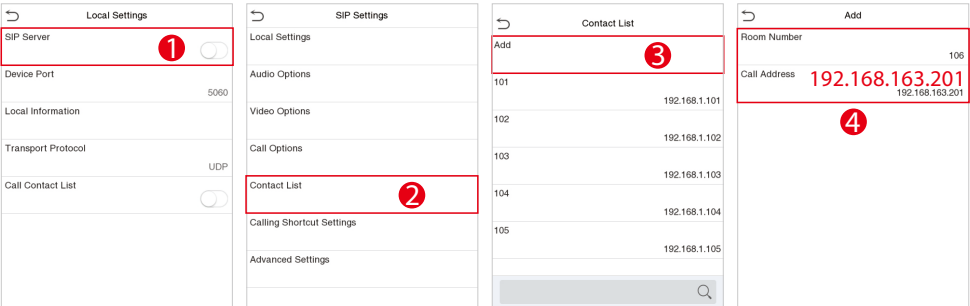 Local Settings
SIP Server
1
Device Port
5060
Local Information
Transport Protocol
UDP
Call Contact List
SIP Settings
Local Settings
Audio Options
Video Options
Call Options
Contact List
2
Calling Shortcut Settings
Advanced Settings
Contact List
Add
3
101
192.168.1.101
102
192.168.1.102
103
192.168.1.103
104
192.168.1.104
105
192.168.1.105
Add
Room Number
106
Call Address
192.168.163.201
192.168.163.201
4